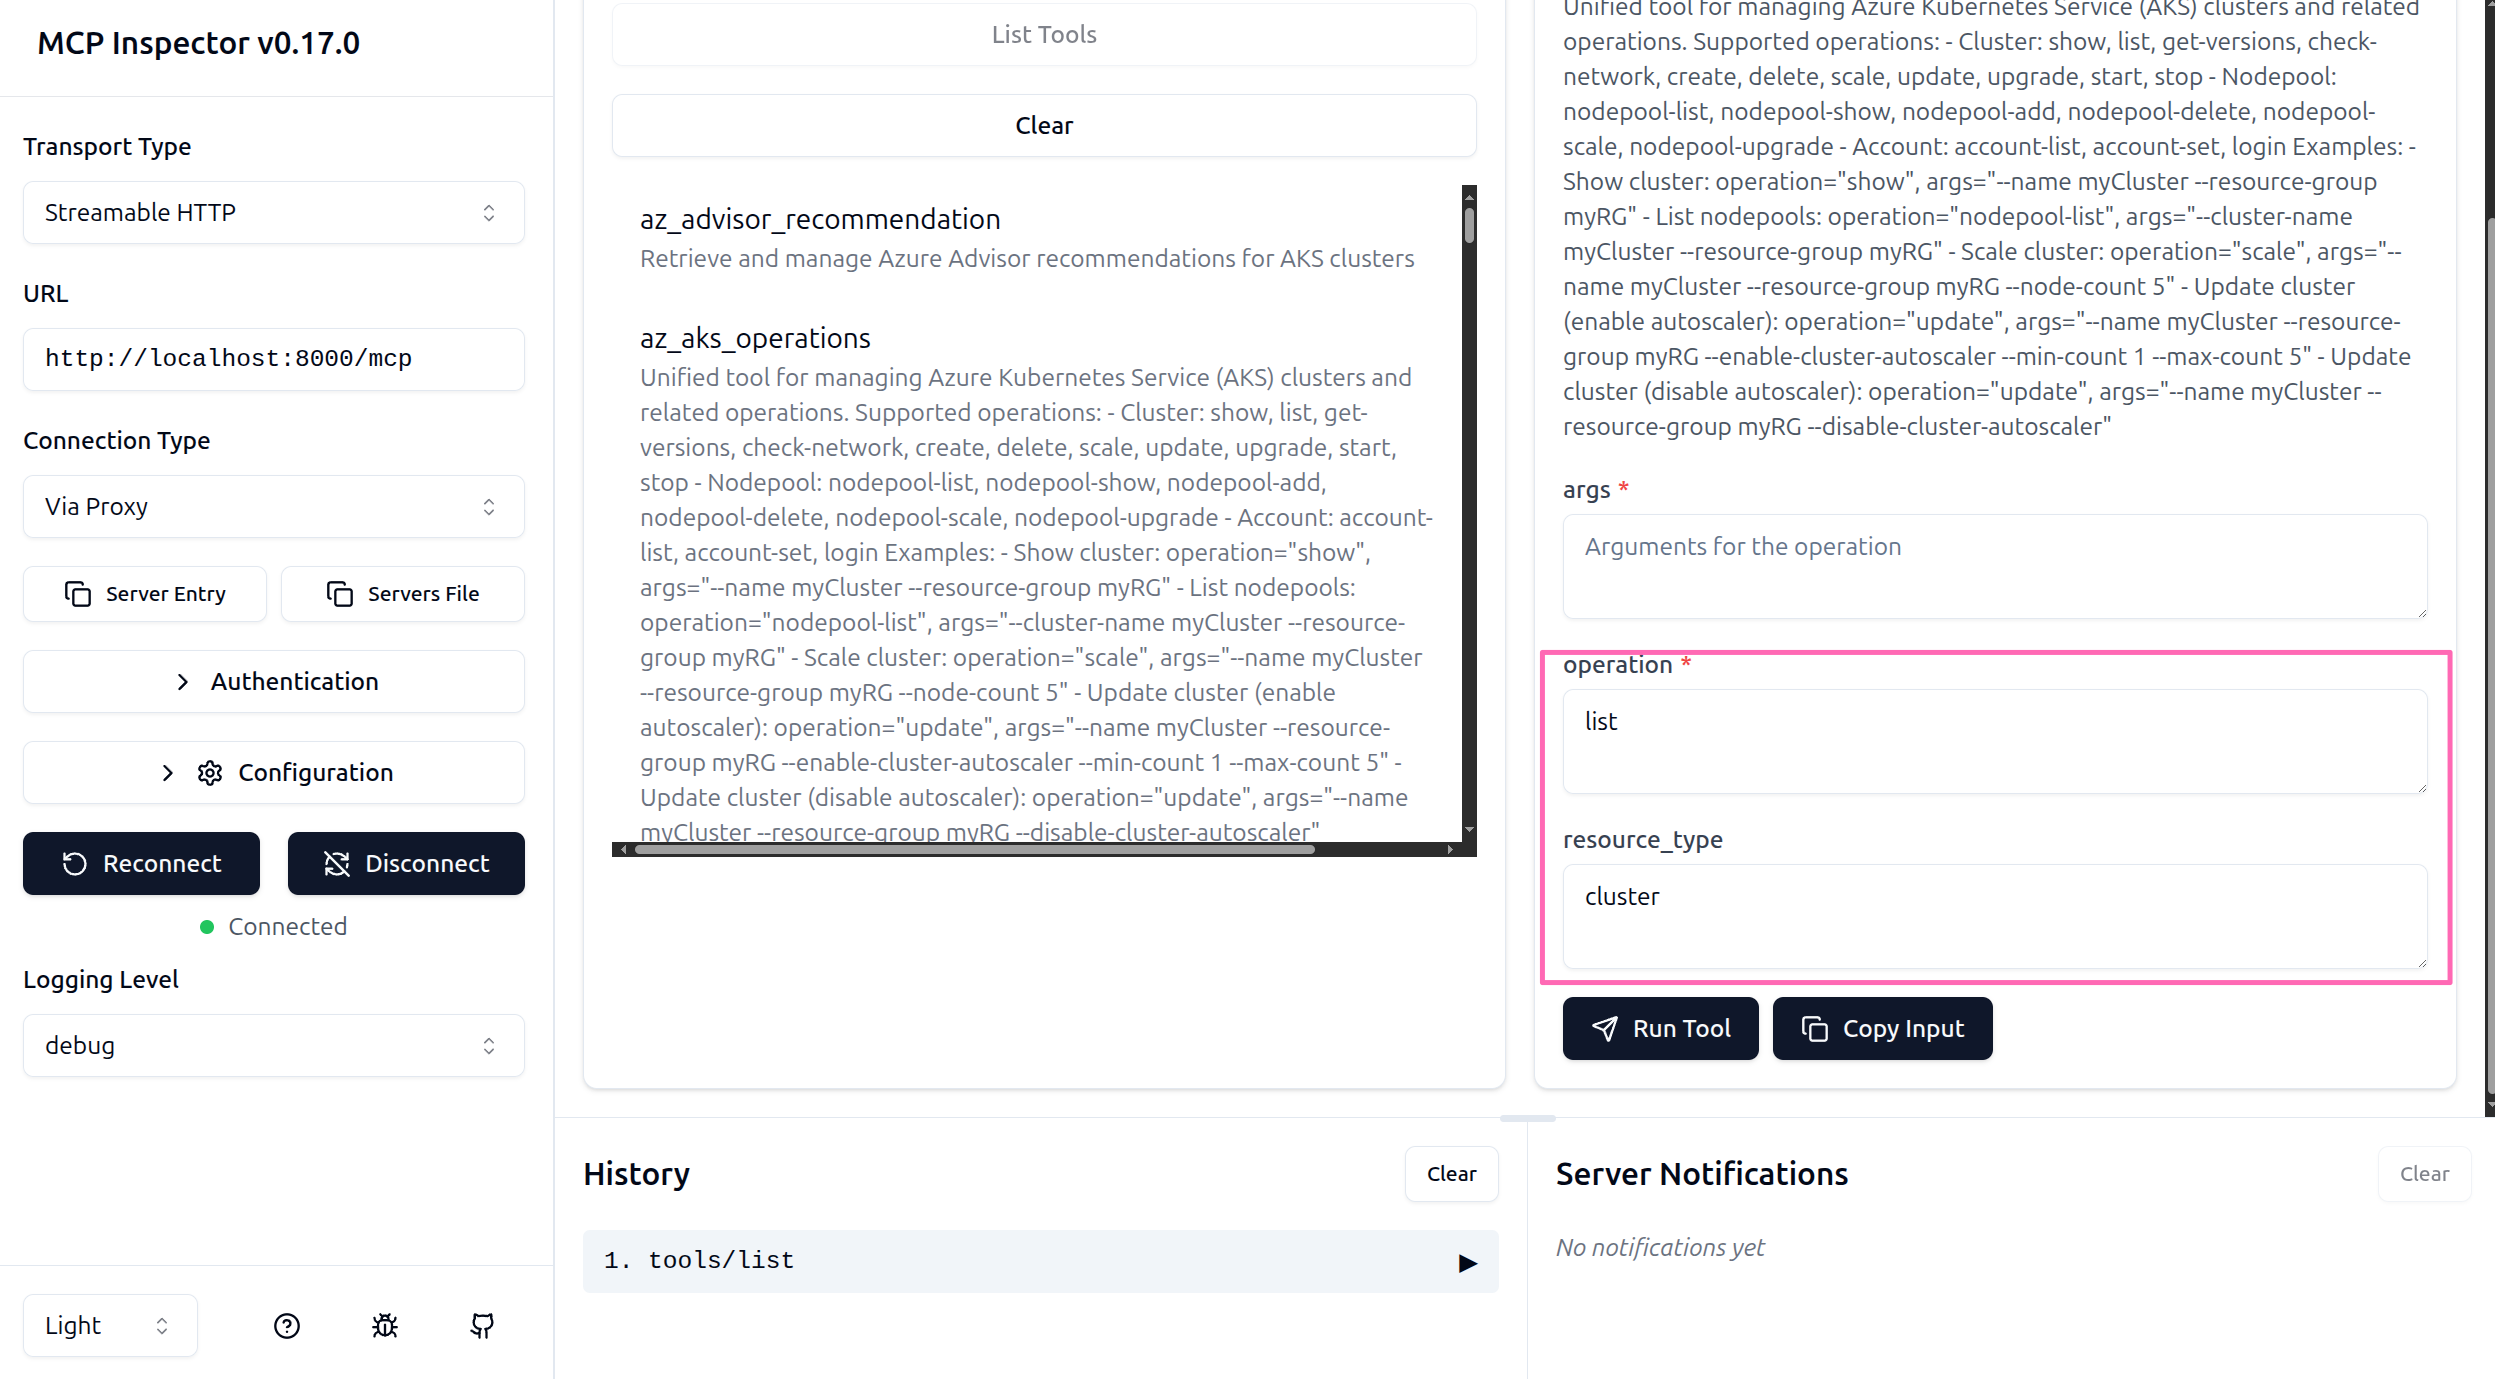 MCP Inspector v0.17.0
Transport Type
Streamable HTTP
URL
http://localhost:8000/mcp
Connection Type
Via Proxy
Server Entry
Servers File
Authentication
Configuration
Reconnect
Disconnect
Connected
Logging Level
debug
Light
List Tools
Clear
az_advisor_recommendation
Retrieve and manage Azure Advisor recommendations for AKS clusters
az_aks_operations
Unified tool for managing Azure Kubernetes Service (AKS) clusters and
related operations. Supported operations: - Cluster: show, list, get-
versions, check-network, create, delete, scale, update, upgrade, start,
stop - Nodepool: nodepool-list, nodepool-show, nodepool-add,
nodepool-delete, nodepool-scale, nodepool-upgrade - Account: account-
list, account-set, login Examples: - Show cluster: operation="show",
args="--name myCluster --resource-group myRG" - List nodepools:
operation="nodepool-list", args="--cluster-name myCluster --resource-
group myRG" - Scale cluster: operation="scale", args="--name myCluster
--resource-group myRG --node-count 5" - Update cluster (enable
autoscaler): operation="update", args="--name myCluster --resource-
group myRG --enable-cluster-autoscaler --min-count 1 --max-count 5" -
Update cluster (disable autoscaler): operation="update", args="--name
myCluster --resource-group myRG --disable-cluster-autoscaler"
Unified tool for managing Azure Kubernetes Service (AKS) clusters and related
operations. Supported operations: - Cluster: show, list, get-versions, check-
network, create, delete, scale, update, upgrade, start, stop - Nodepool:
nodepool-list, nodepool-show, nodepool-add, nodepool-delete, nodepool-
scale, nodepool-upgrade - Account: account-list, account-set, login Examples: -
Show cluster: operation="show", args="--name myCluster --resource-group
myRG" - List nodepools: operation="nodepool-list", args="--cluster-name
myCluster --resource-group myRG" - Scale cluster: operation="scale", args="--
name myCluster --resource-group myRG --node-count 5" - Update cluster
(enable autoscaler): operation="update", args="--name myCluster --resource-
group myRG --enable-cluster-autoscaler --min-count 1 --max-count 5" - Update
cluster (disable autoscaler): operation="update", args="--name myCluster --
resource-group myRG --disable-cluster-autoscaler"
args *
Arguments for the operation
operation *
list
resource_type
cluster
Run Tool
Copy Input
History
Clear
1. tools/list
Server Notifications
Clear
No notifications yet